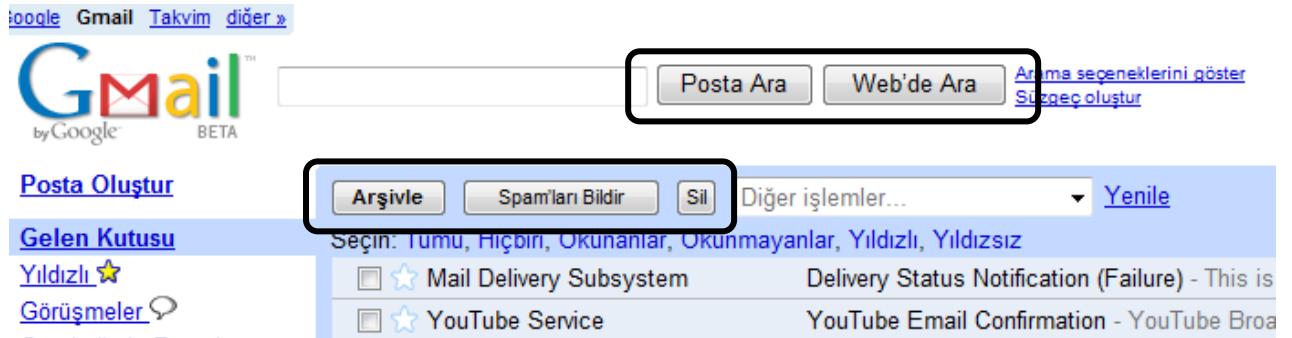 Google Gmail Takvim diğer »
Gmail™
by Google BETA
Posta Ara Web'de Ara
Arama seçeneklerini göster
Süzgeç oluştur
Posta Oluştur
Arşivle Spam'ları Bildir Sil Diğer işlemler... Yenile
Gelen Kutusu
Seçin: Tümü, Hiçbiri, Okunanlar, Okunmayanlar, Yıldızlı, Yıldızsız
Yıldızlı
Mail Delivery Subsystem Delivery Status Notification (Failure) - This is
Görüşmeler
YouTube Service YouTube Email Confirmation - YouTube Broa